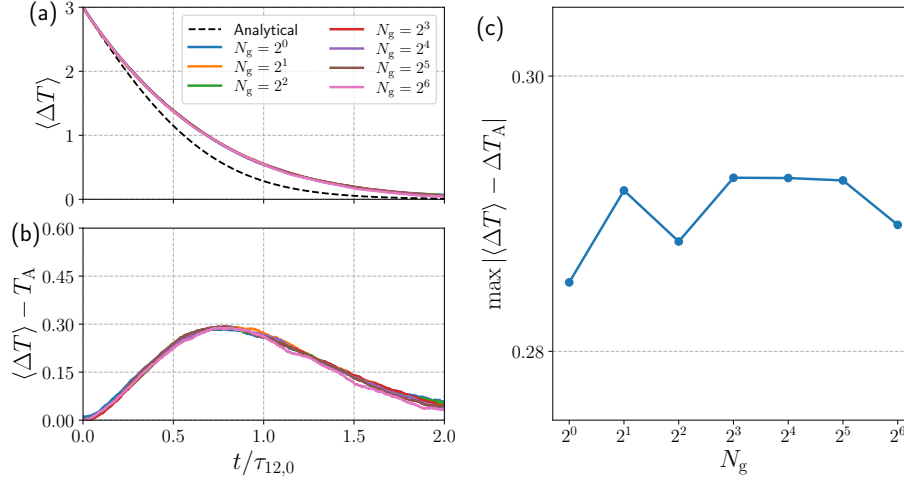 (a)
3
2
1
0
⟨ΔT⟩
Analytical
N_g = 2^0
N_g = 2^1
N_g = 2^2
N_g = 2^3
N_g = 2^4
N_g = 2^5
N_g = 2^6
(b)
0.60
0.45
0.30
0.15
0.00
⟨ΔT⟩ − T_A
0.0 0.5 1.0 1.5 2.0
t/τ_{12,0}
(c)
0.30
0.28
max |⟨ΔT⟩ − ΔT_A|
2^0 2^1 2^2 2^3 2^4 2^5 2^6
N_g